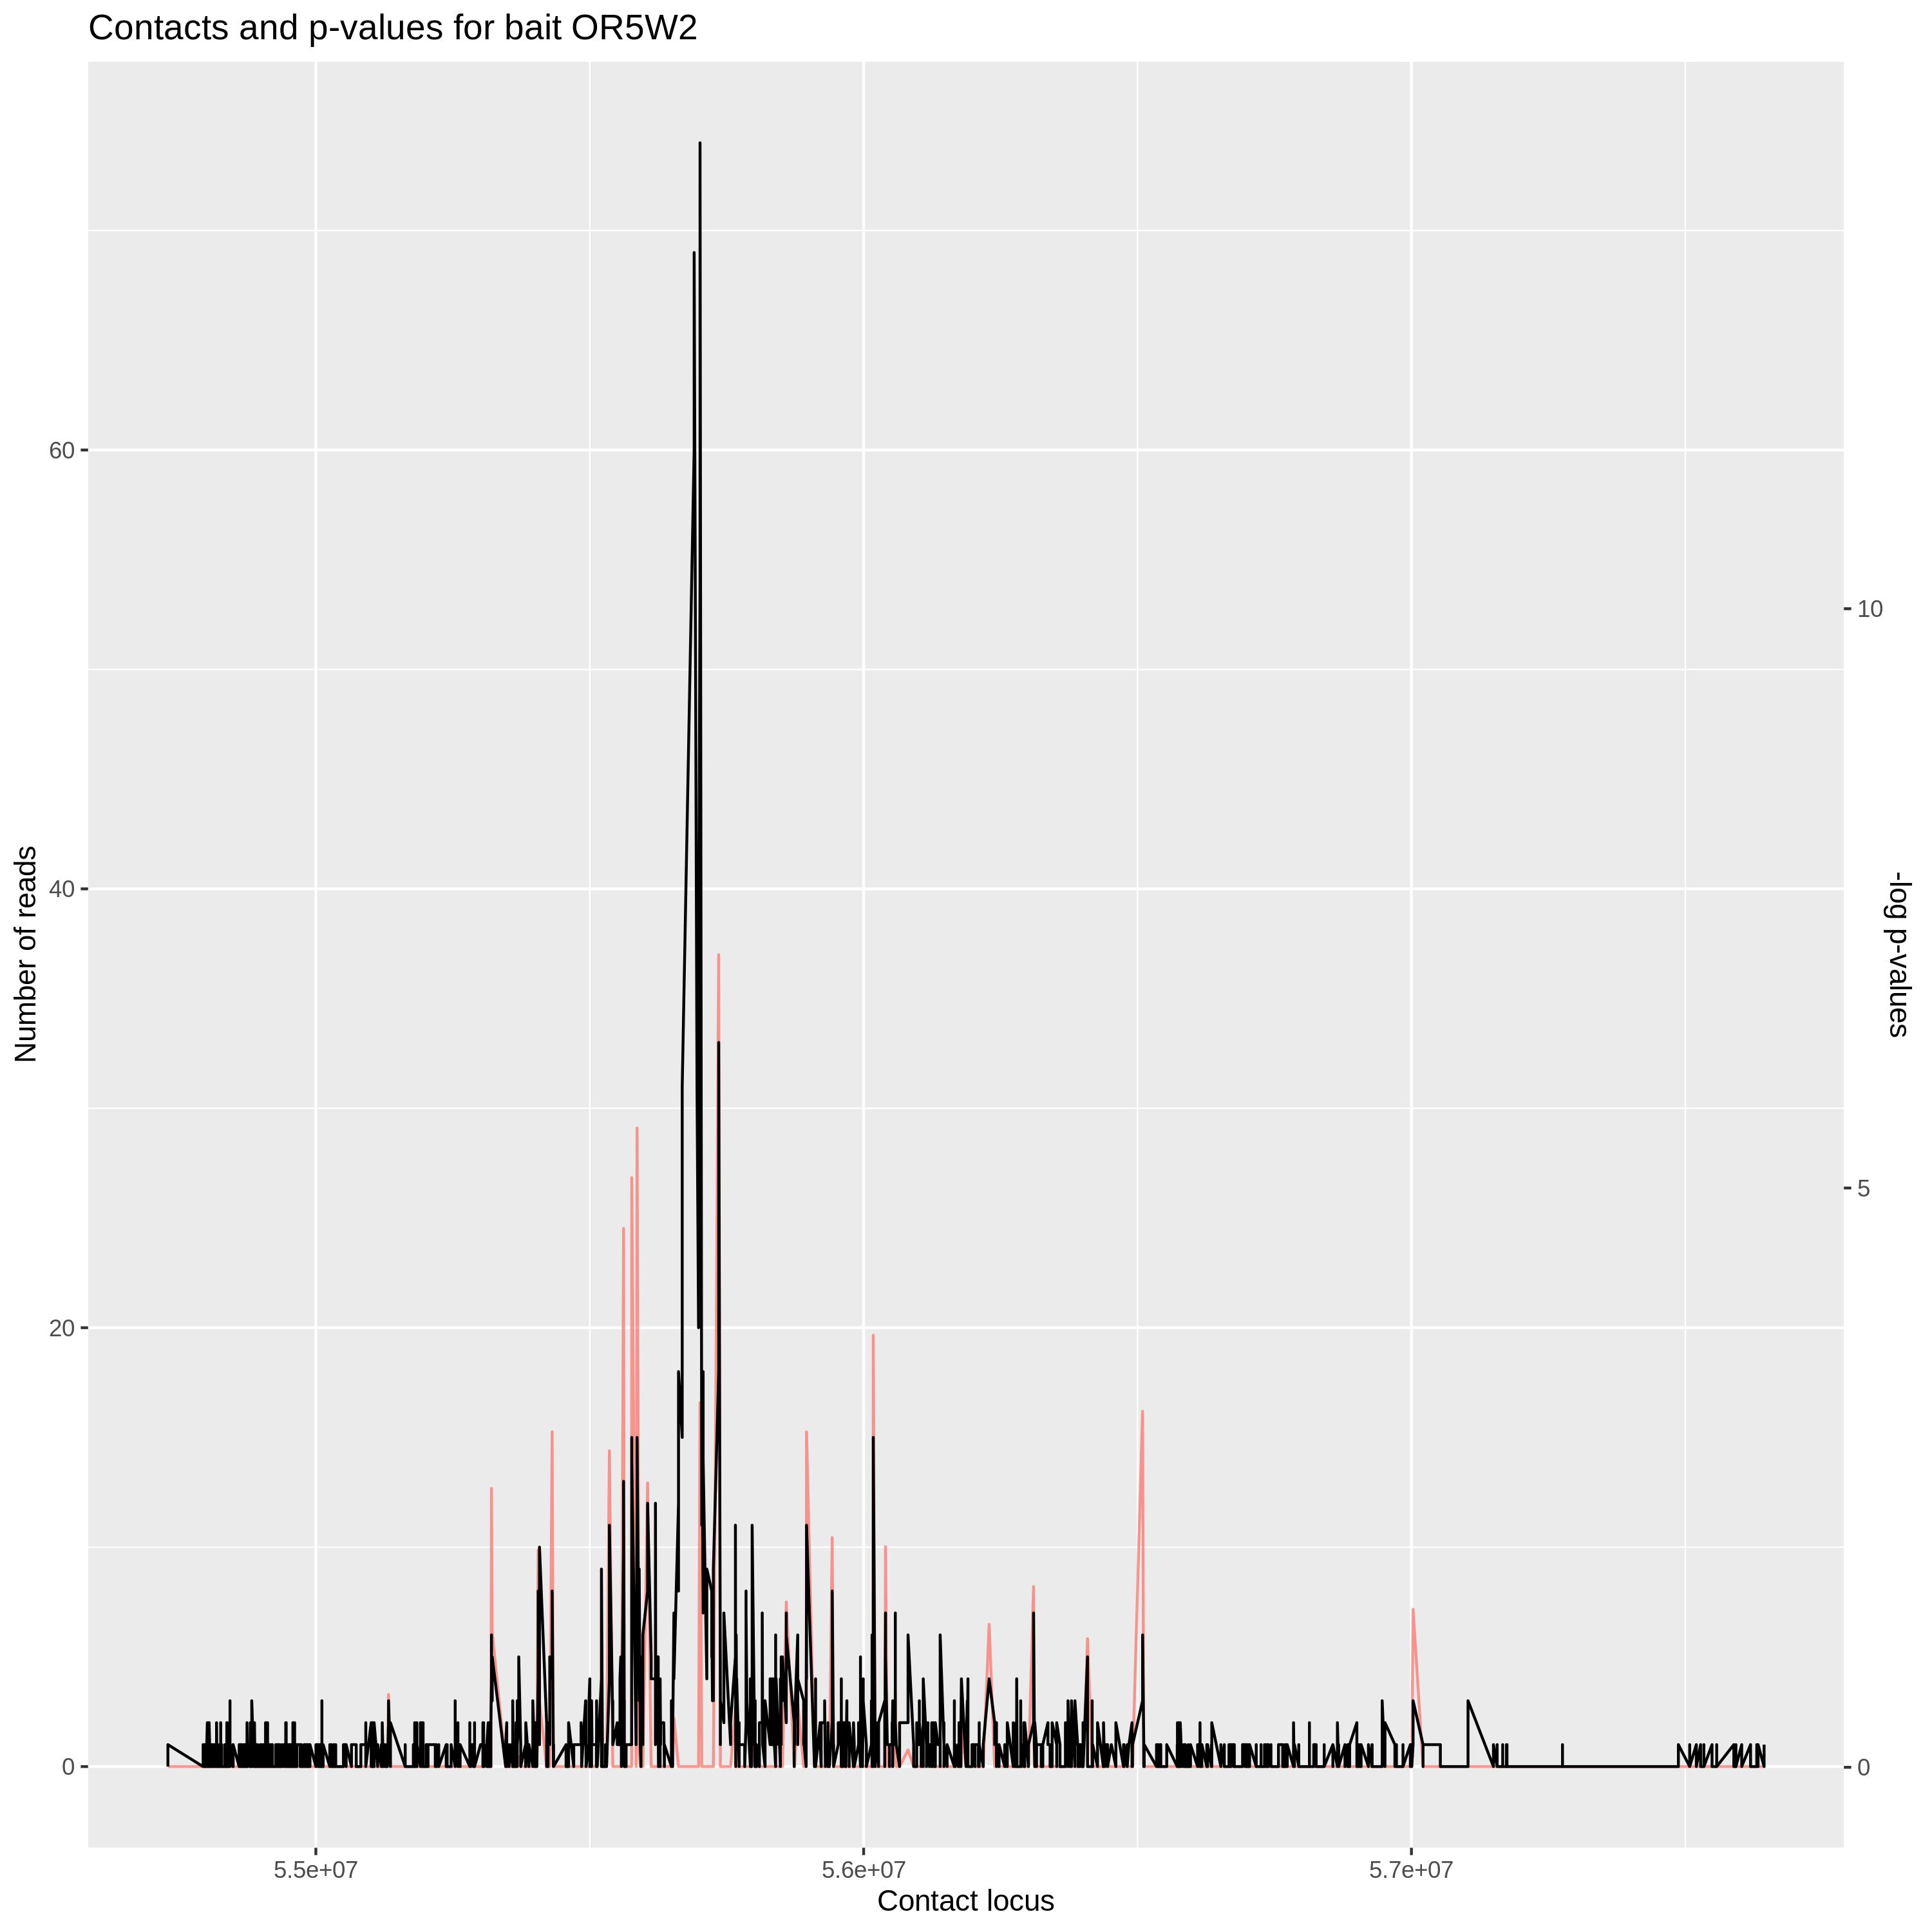 Contacts and p-values for bait OR5W2
60
40
20
0
Number of reads
10
5
0
-log p-values
5.5e+07
5.6e+07
5.7e+07
Contact locus